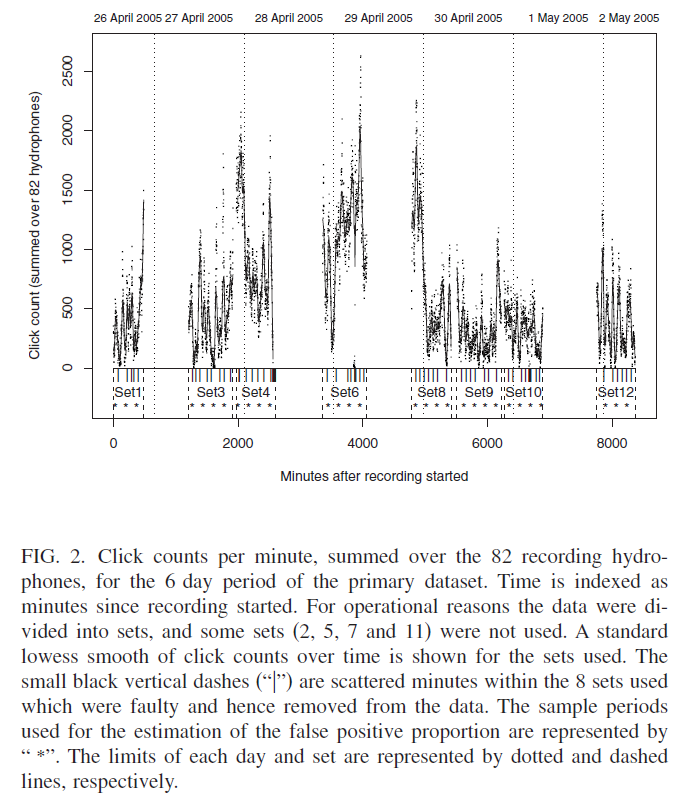 26 April 2005 27 April 2005 28 April 2005 29 April 2005 30 April 2005 1 May 2005 2 May 2005
Click count (summed over 82 hydrophones)
2500
2000
1500
1000
500
0
Set1 Set3 Set4 Set6 Set8 Set9 Set10 Set12
* * * * * * * * * * * * * * * * * * * * * * * * * * * * * * * *
0 2000 4000 6000 8000
Minutes after recording started
FIG. 2. Click counts per minute, summed over the 82 recording hydro-
phones, for the 6 day period of the primary dataset. Time is indexed as
minutes since recording started. For operational reasons the data were di-
vided into sets, and some sets (2, 5, 7 and 11) were not used. A standard
lowess smooth of click counts over time is shown for the sets used. The
small black vertical dashes (“|”) are scattered minutes within the 8 sets used
which were faulty and hence removed from the data. The sample periods
used for the estimation of the false positive proportion are represented by
“ *”. The limits of each day and set are represented by dotted and dashed
lines, respectively.